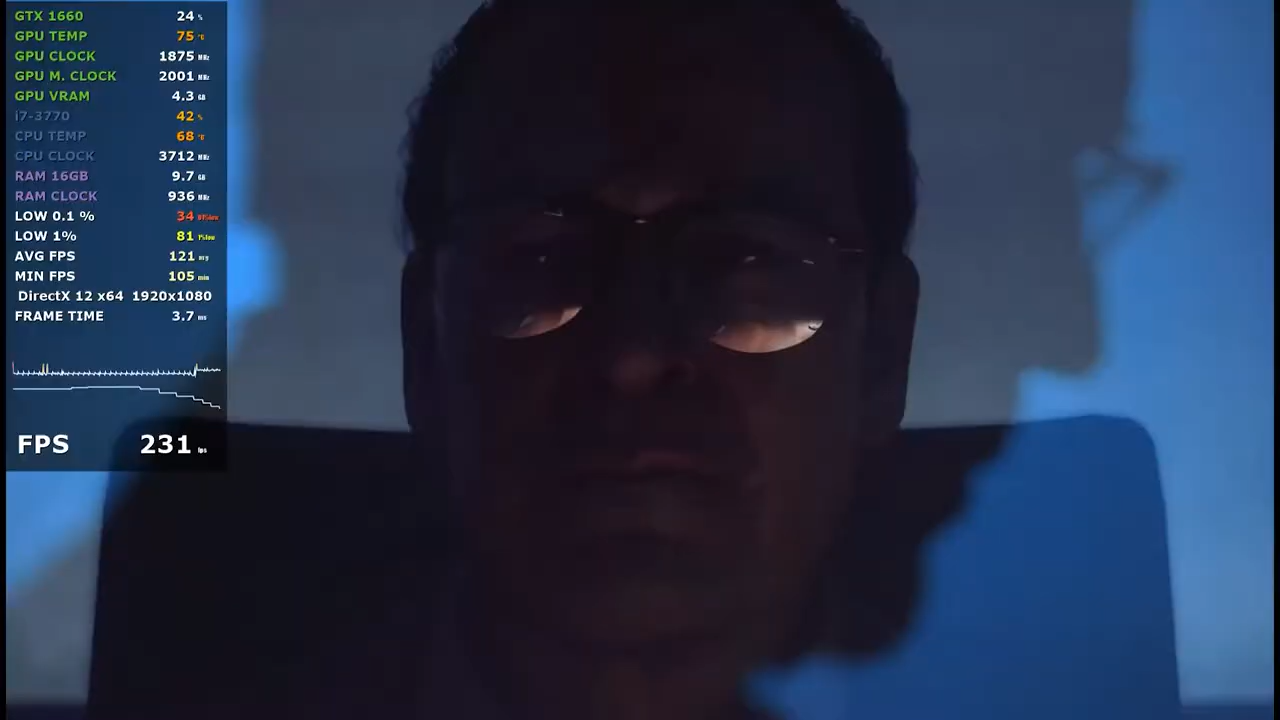 GTX 1660 24 %
GPU TEMP 75 °C
GPU CLOCK 1875 MHz
GPU M. CLOCK 2001 MHz
GPU VRAM 4.3 GB
i7-3770 42 %
CPU TEMP 68 °C
CPU CLOCK 3712 MHz
RAM 16GB 9.7 GB
RAM CLOCK 936 MHz
LOW 0.1 % 34
LOW 1% 81
AVG FPS 121
MIN FPS 105 min
DirectX 12 x64 1920x1080
FRAME TIME 3.7 ms
FPS 231 fps